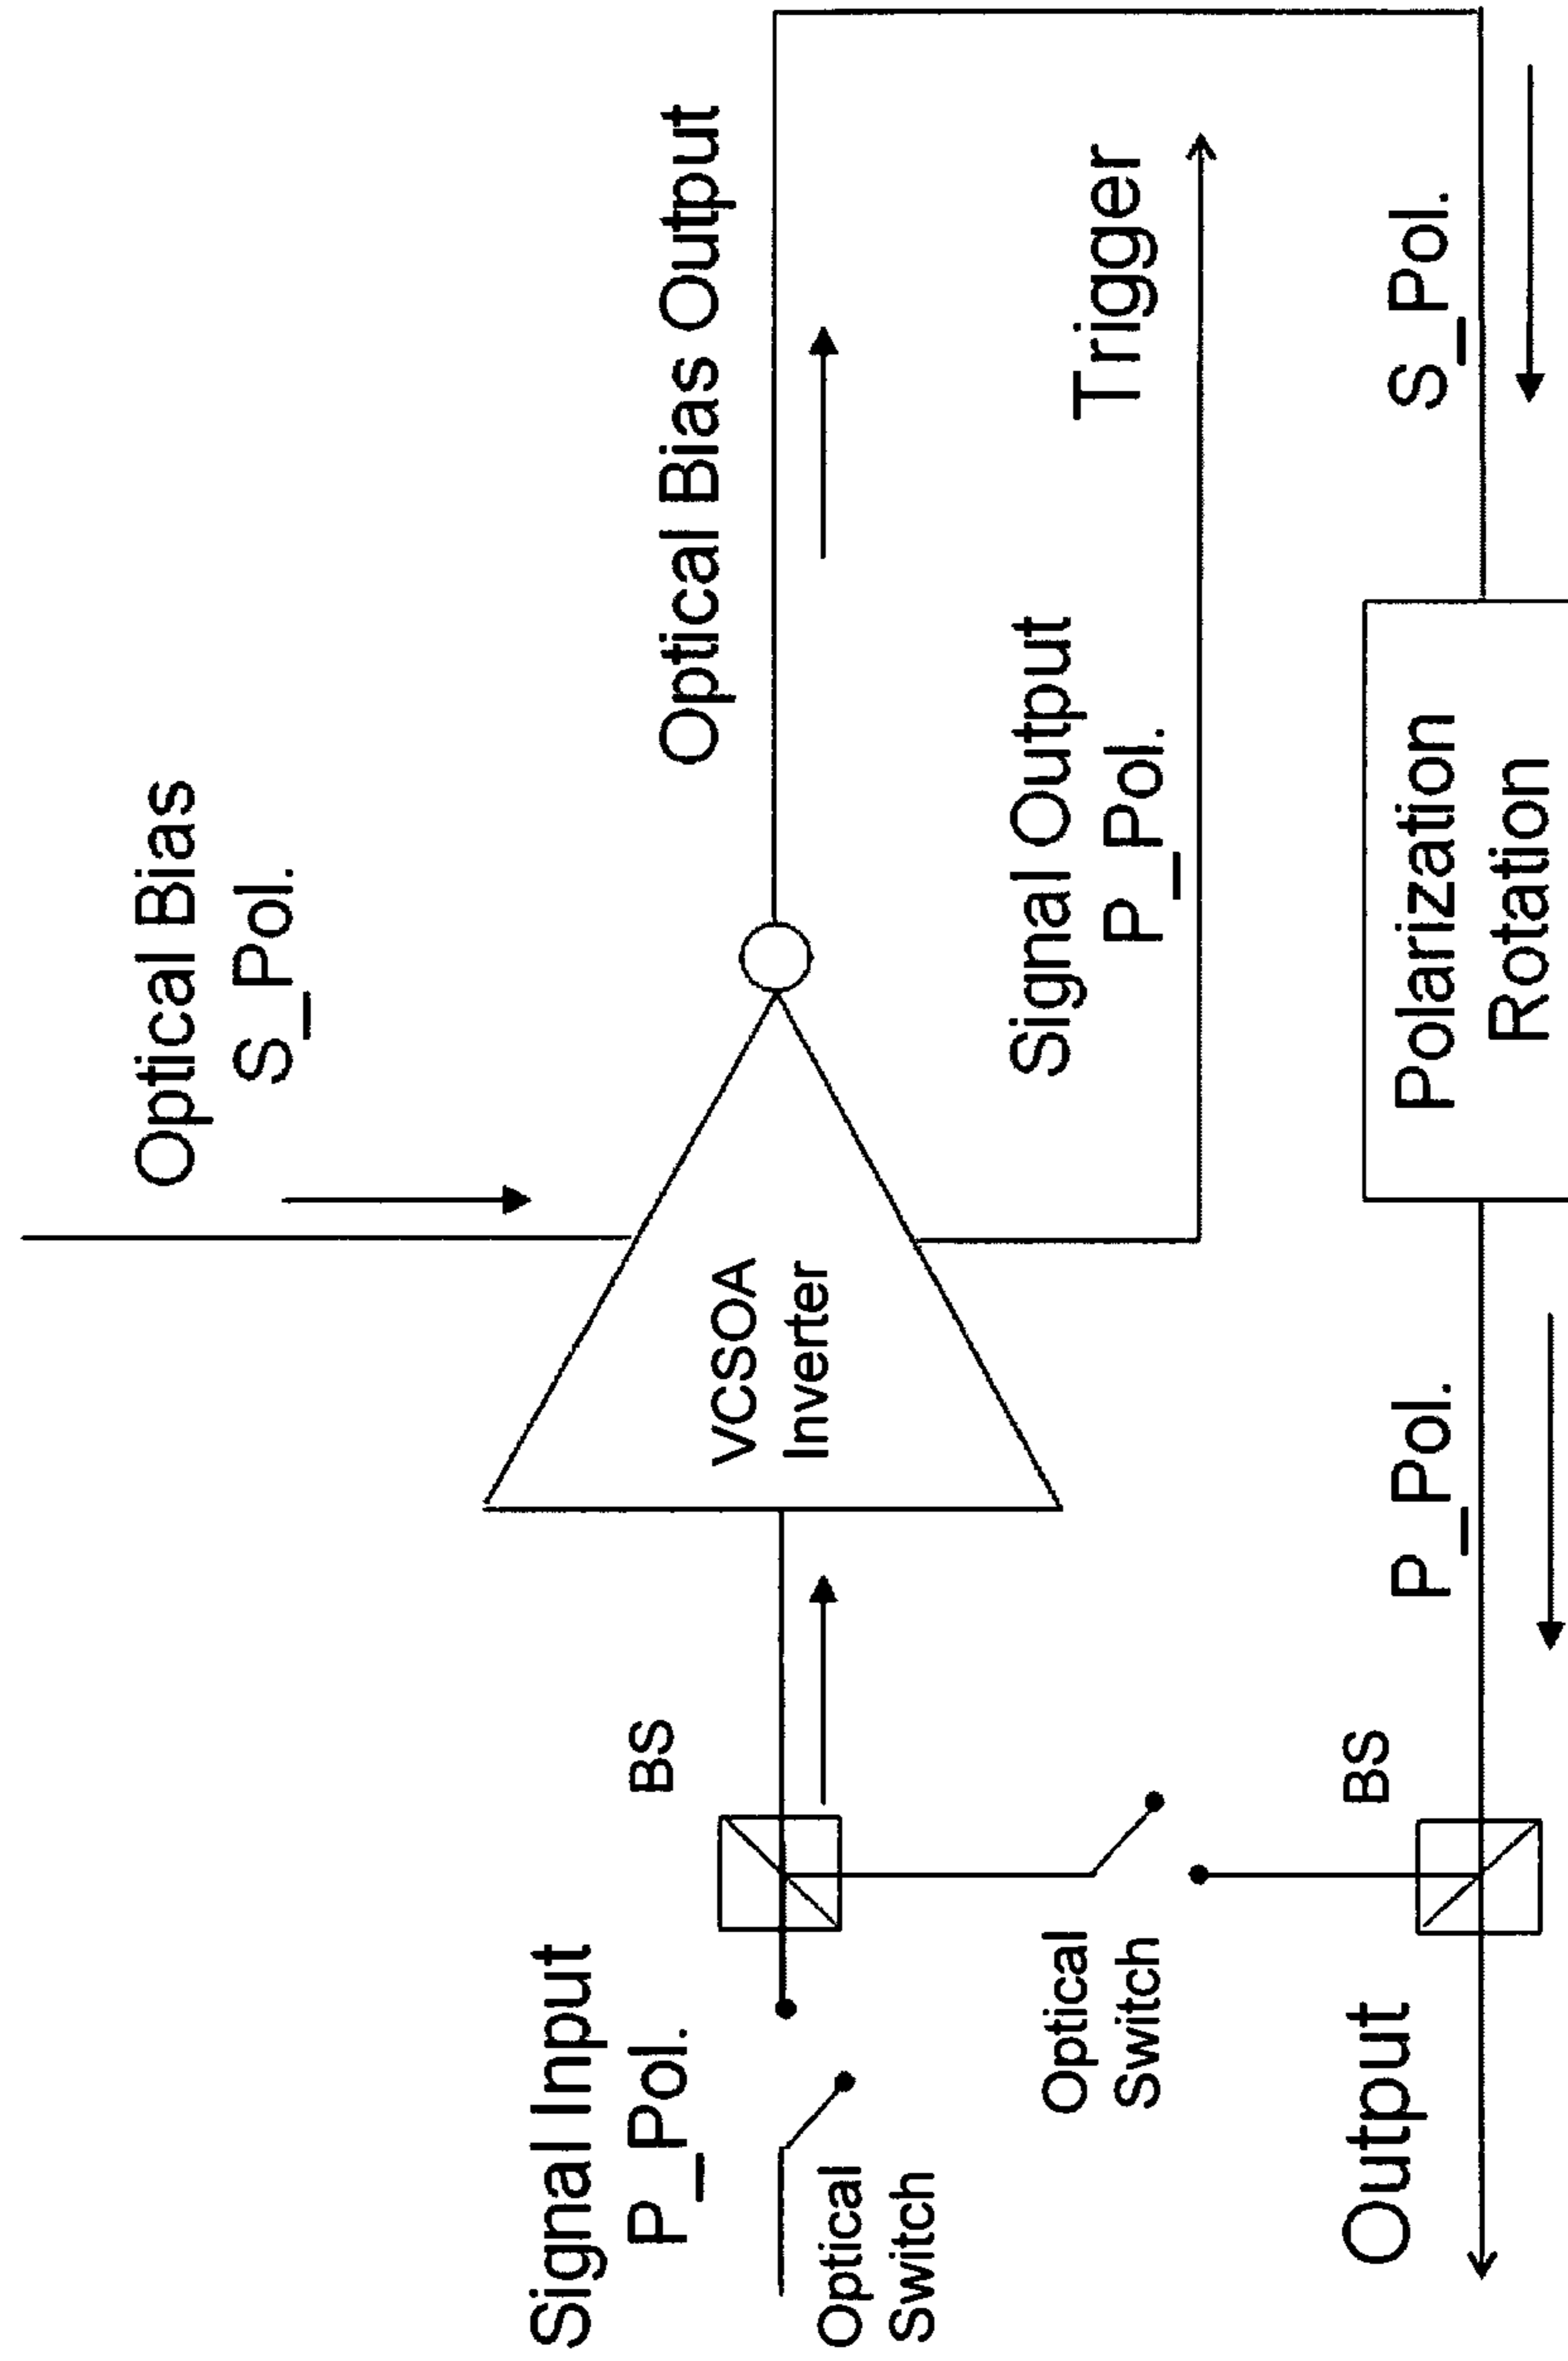 Optical Bias
S_Pol.
Optical Bias Output
VCSOA
Inverter
BS
Signal Input
P_Pol.
Optical
Switch
Signal Output
P_Pol.
Trigger
Optical
Switch
BS
Output
P_Pol.
Polarization
Rotation
S_Pol.